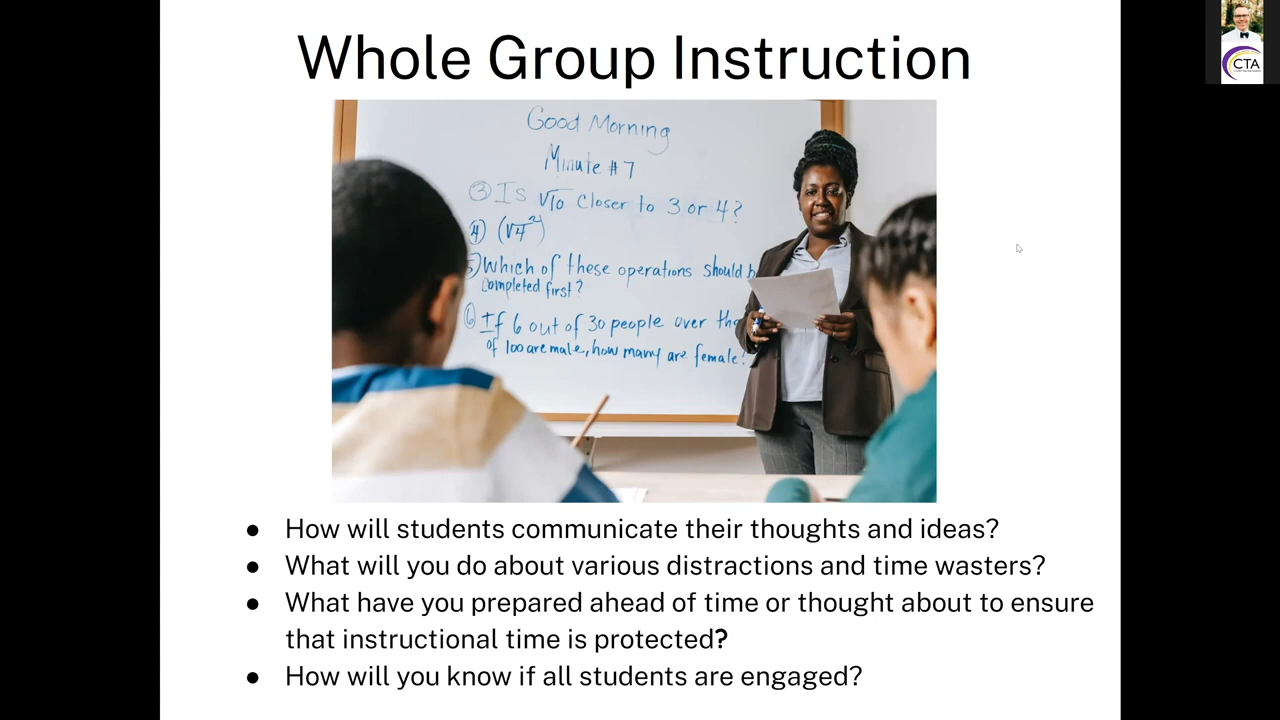 Whole Group Instruction
CTA
Good Morning
Minute #7
③ Is √10 closer to 3 or 4?
④ (√4²)
Which of these operations should b
completed first?
⑥ If 6 out of 30 people over the
of 100 are male, how many are female?
● How will students communicate their thoughts and ideas?
● What will you do about various distractions and time wasters?
● What have you prepared ahead of time or thought about to ensure
that instructional time is protected?
● How will you know if all students are engaged?